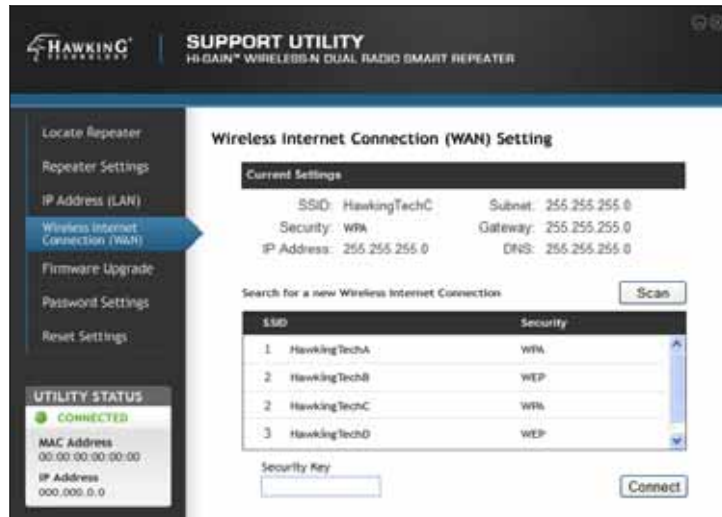 HAWKING
TECHNOLOGY
SUPPORT UTILITY
HI-GAIN™ WIRELESS-N DUAL RADIO SMART REPEATER
Locate Repeater
Repeater Settings
IP Address (LAN)
Wireless Internet
Connection (WAN)
Firmware Upgrade
Password Settings
Reset Settings
UTILITY STATUS
CONNECTED
MAC Address
00:00:00:00:00:00
IP Address
000.000.0.0
Wireless Internet Connection (WAN) Setting
Current Settings
SSID: HawkingTechC Subnet: 255.255.255.0
Security: WPA Gateway: 255.255.255.0
IP Address: 255.255.255.0 DNS: 255.255.255.0
Search for a new Wireless Internet Connection Scan
SSID Security
1 HawkingTechA WPA
2 HawkingTechB WEP
2 HawkingTechC WPA
3 HawkingTechD WEP
Security Key
Connect